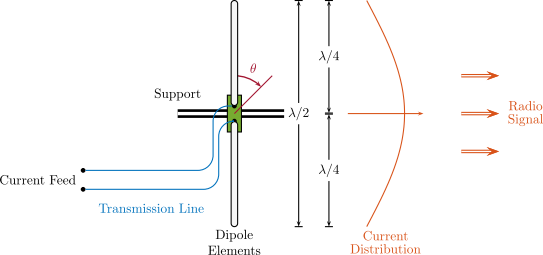 θ
λ/4
Support
λ/2
Radio
Signal
λ/4
Current Feed
Transmission Line
Dipole
Elements
Current
Distribution